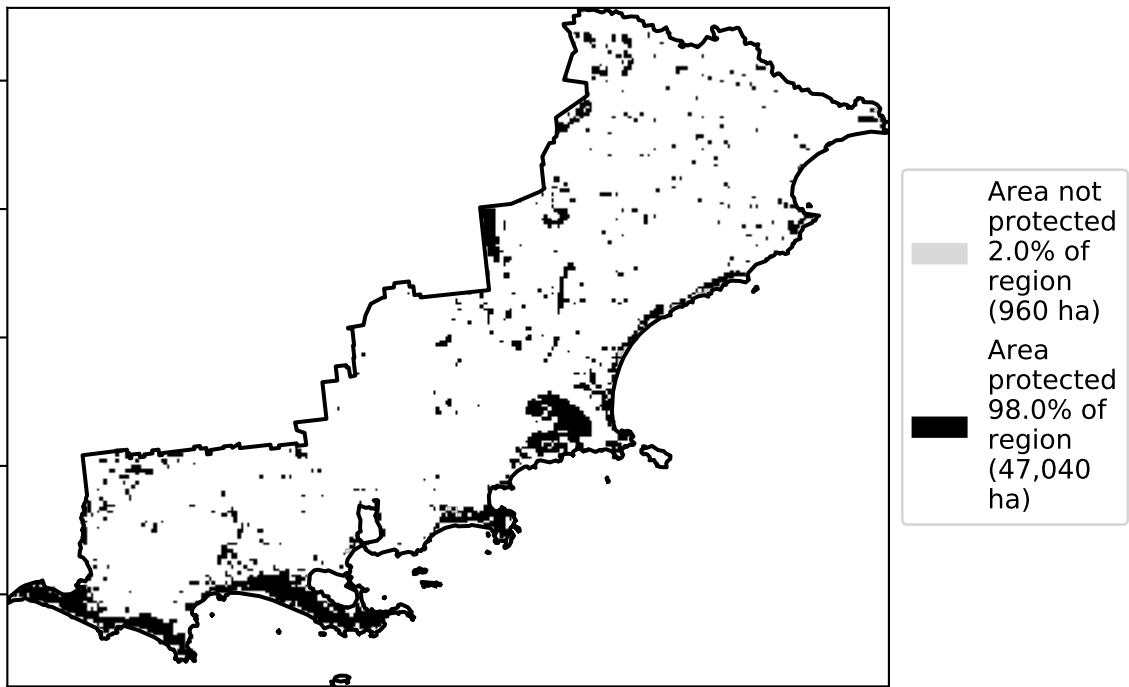 Area not
protected
2.0% of
region
(960 ha)
Area
protected
98.0% of
region
(47,040
ha)